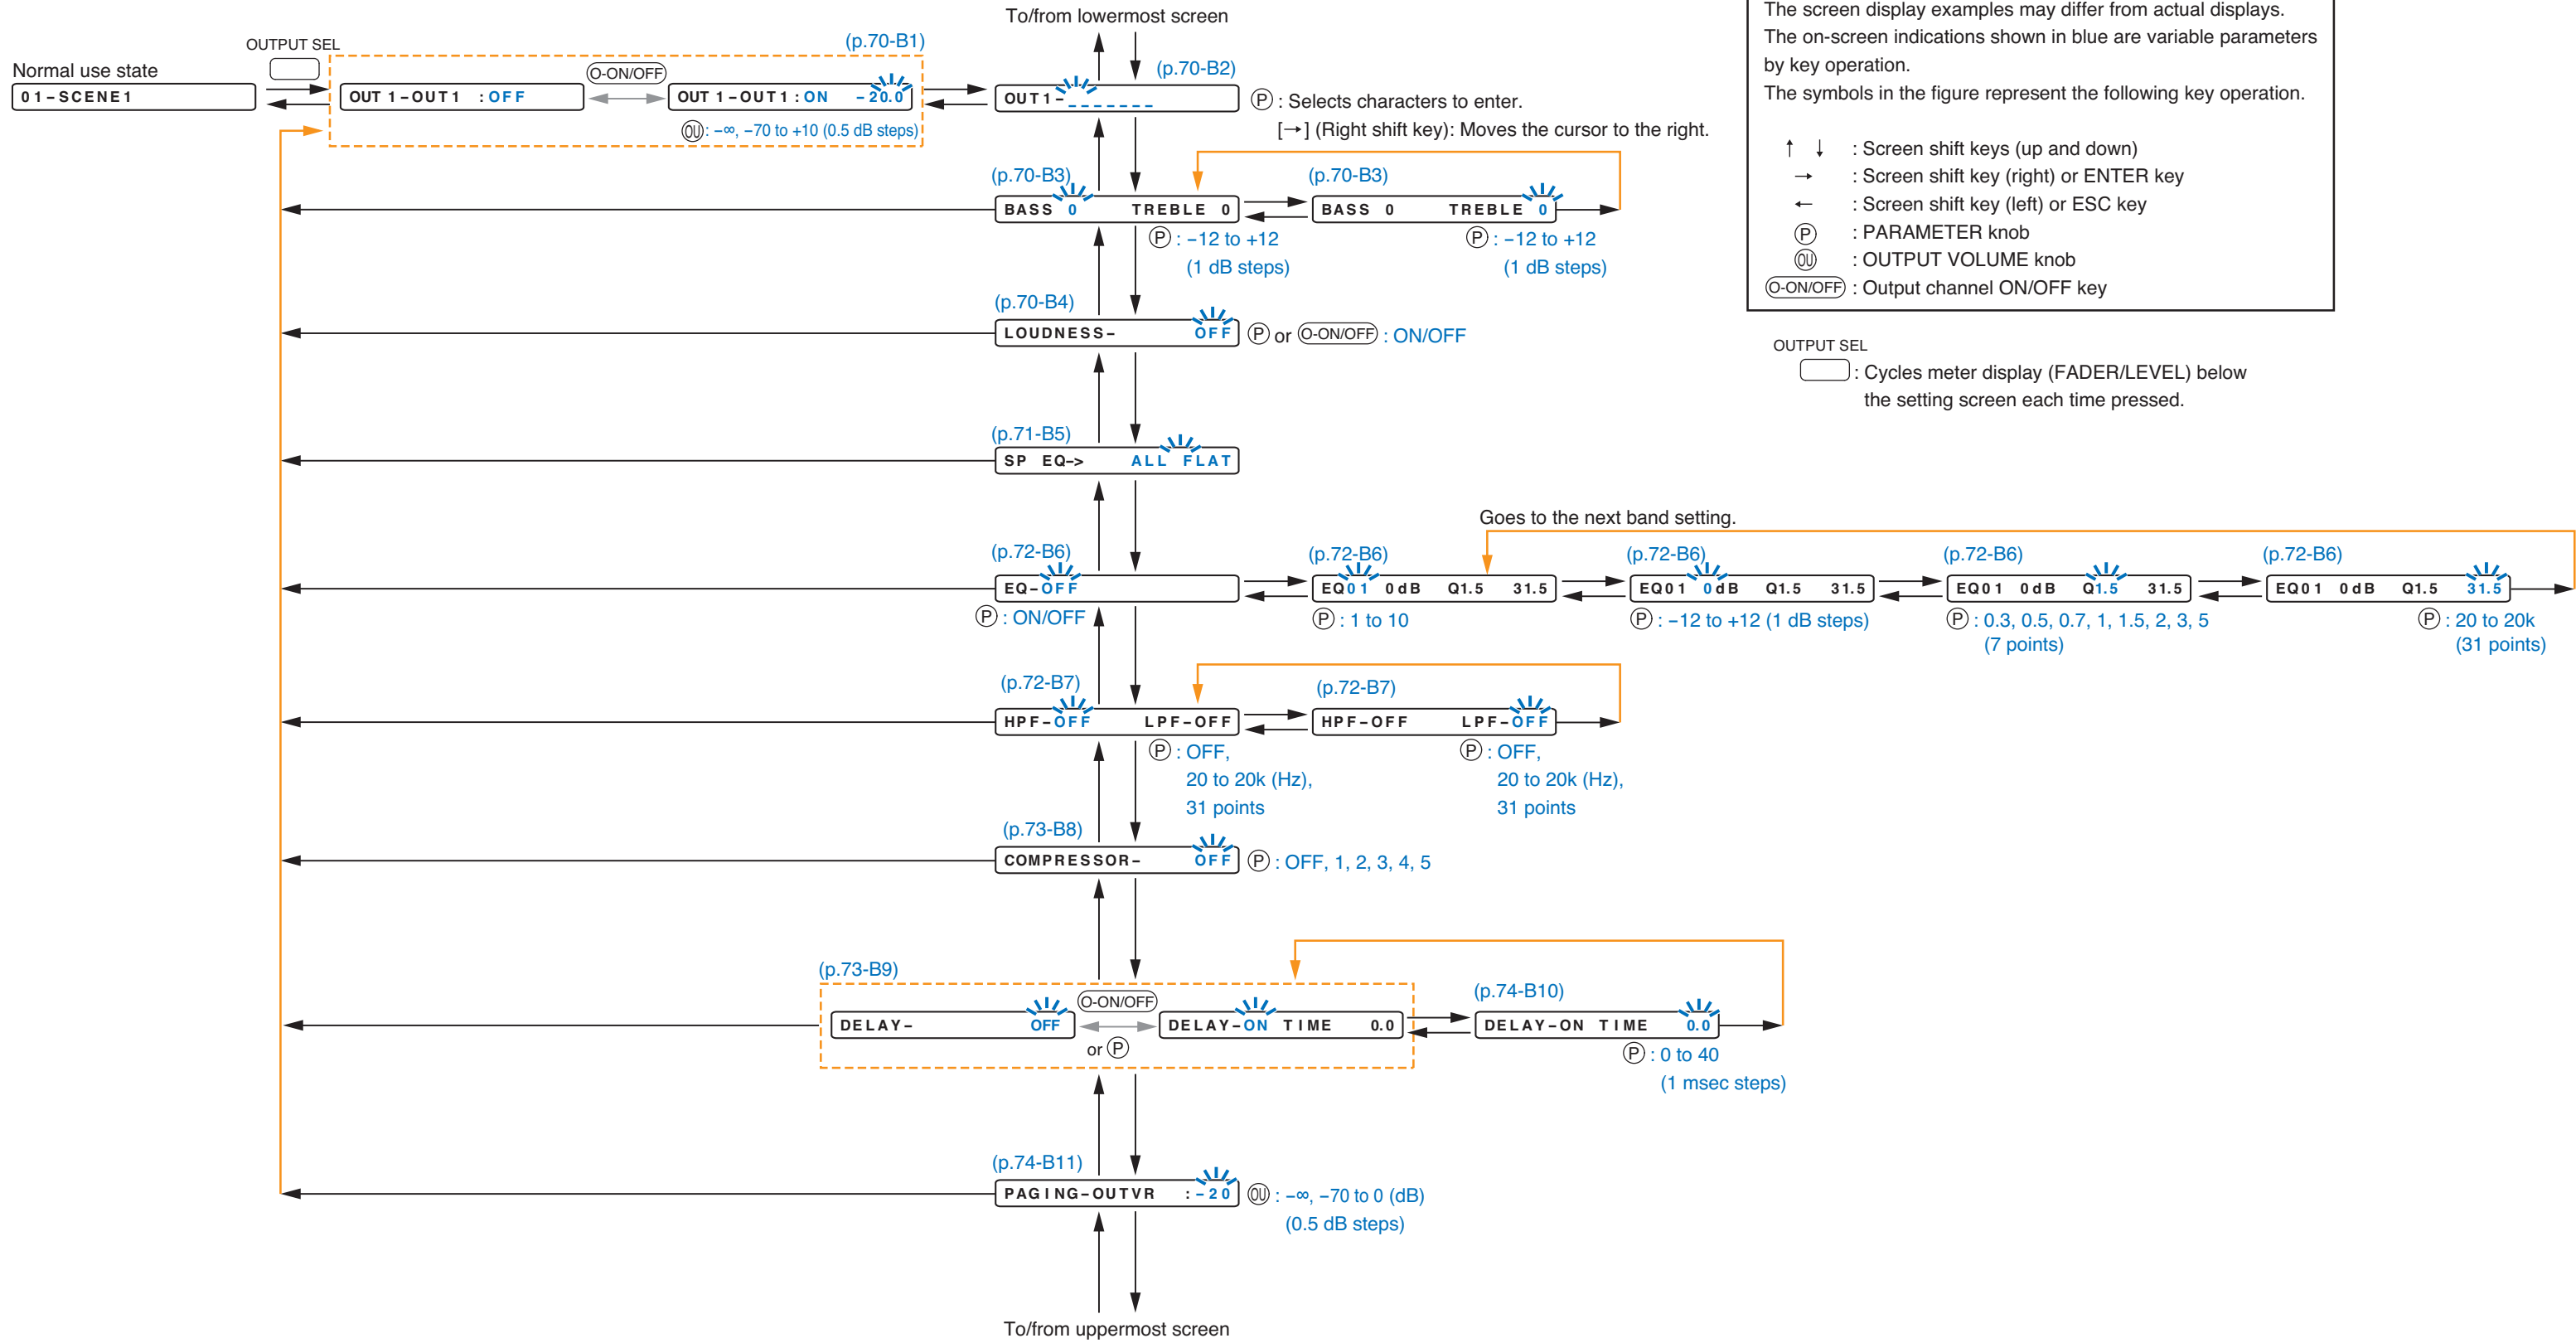 To/from lowermost screen
The screen display examples may differ from actual displays.
The on-screen indications shown in blue are variable parameters
by key operation.
The symbols in the figure represent the following key operation.
↑ ↓ : Screen shift keys (up and down)
→ : Screen shift key (right) or ENTER key
← : Screen shift key (left) or ESC key
Ⓟ : PARAMETER knob
OU : OUTPUT VOLUME knob
O-ON/OFF : Output channel ON/OFF key
OUTPUT SEL
: Cycles meter display (FADER/LEVEL) below
the setting screen each time pressed.
Normal use state
OUTPUT SEL
(p.70-B1)
01-SCENE1
OUT 1-OUT1 :OFF
O-ON/OFF
OUT 1-OUT1:ON -20.0
OU: −∞, −70 to +10 (0.5 dB steps)
(p.70-B2)
OUT1-_ _ _ _ _ _ _
Ⓟ : Selects characters to enter.
[→] (Right shift key): Moves the cursor to the right.
(p.70-B3) (p.70-B3)
BASS 0 TREBLE 0
BASS 0 TREBLE 0
Ⓟ : −12 to +12
(1 dB steps)
Ⓟ : −12 to +12
(1 dB steps)
(p.70-B4)
LOUDNESS- OFF
Ⓟ or O-ON/OFF : ON/OFF
(p.71-B5)
SP EQ-> ALL FLAT
Goes to the next band setting.
(p.72-B6) (p.72-B6) (p.72-B6) (p.72-B6) (p.72-B6)
EQ-OFF
EQ01 0dB Q1.5 31.5
EQ01 0dB Q1.5 31.5
EQ01 0dB Q1.5 31.5
EQ01 0dB Q1.5 31.5
Ⓟ : ON/OFF
Ⓟ : 1 to 10
Ⓟ : −12 to +12 (1 dB steps)
Ⓟ : 0.3, 0.5, 0.7, 1, 1.5, 2, 3, 5
(7 points)
Ⓟ : 20 to 20k
(31 points)
(p.72-B7) (p.72-B7)
HPF-OFF LPF-OFF
HPF-OFF LPF-OFF
Ⓟ : OFF,
20 to 20k (Hz),
31 points
Ⓟ : OFF,
20 to 20k (Hz),
31 points
(p.73-B8)
COMPRESSOR- OFF
Ⓟ : OFF, 1, 2, 3, 4, 5
(p.73-B9)
DELAY- OFF
O-ON/OFF
or Ⓟ
DELAY-ON TIME 0.0
(p.74-B10)
DELAY-ON TIME 0.0
Ⓟ : 0 to 40
(1 msec steps)
(p.74-B11)
PAGING-OUTVR :-20
OU : −∞, −70 to 0 (dB)
(0.5 dB steps)
To/from uppermost screen